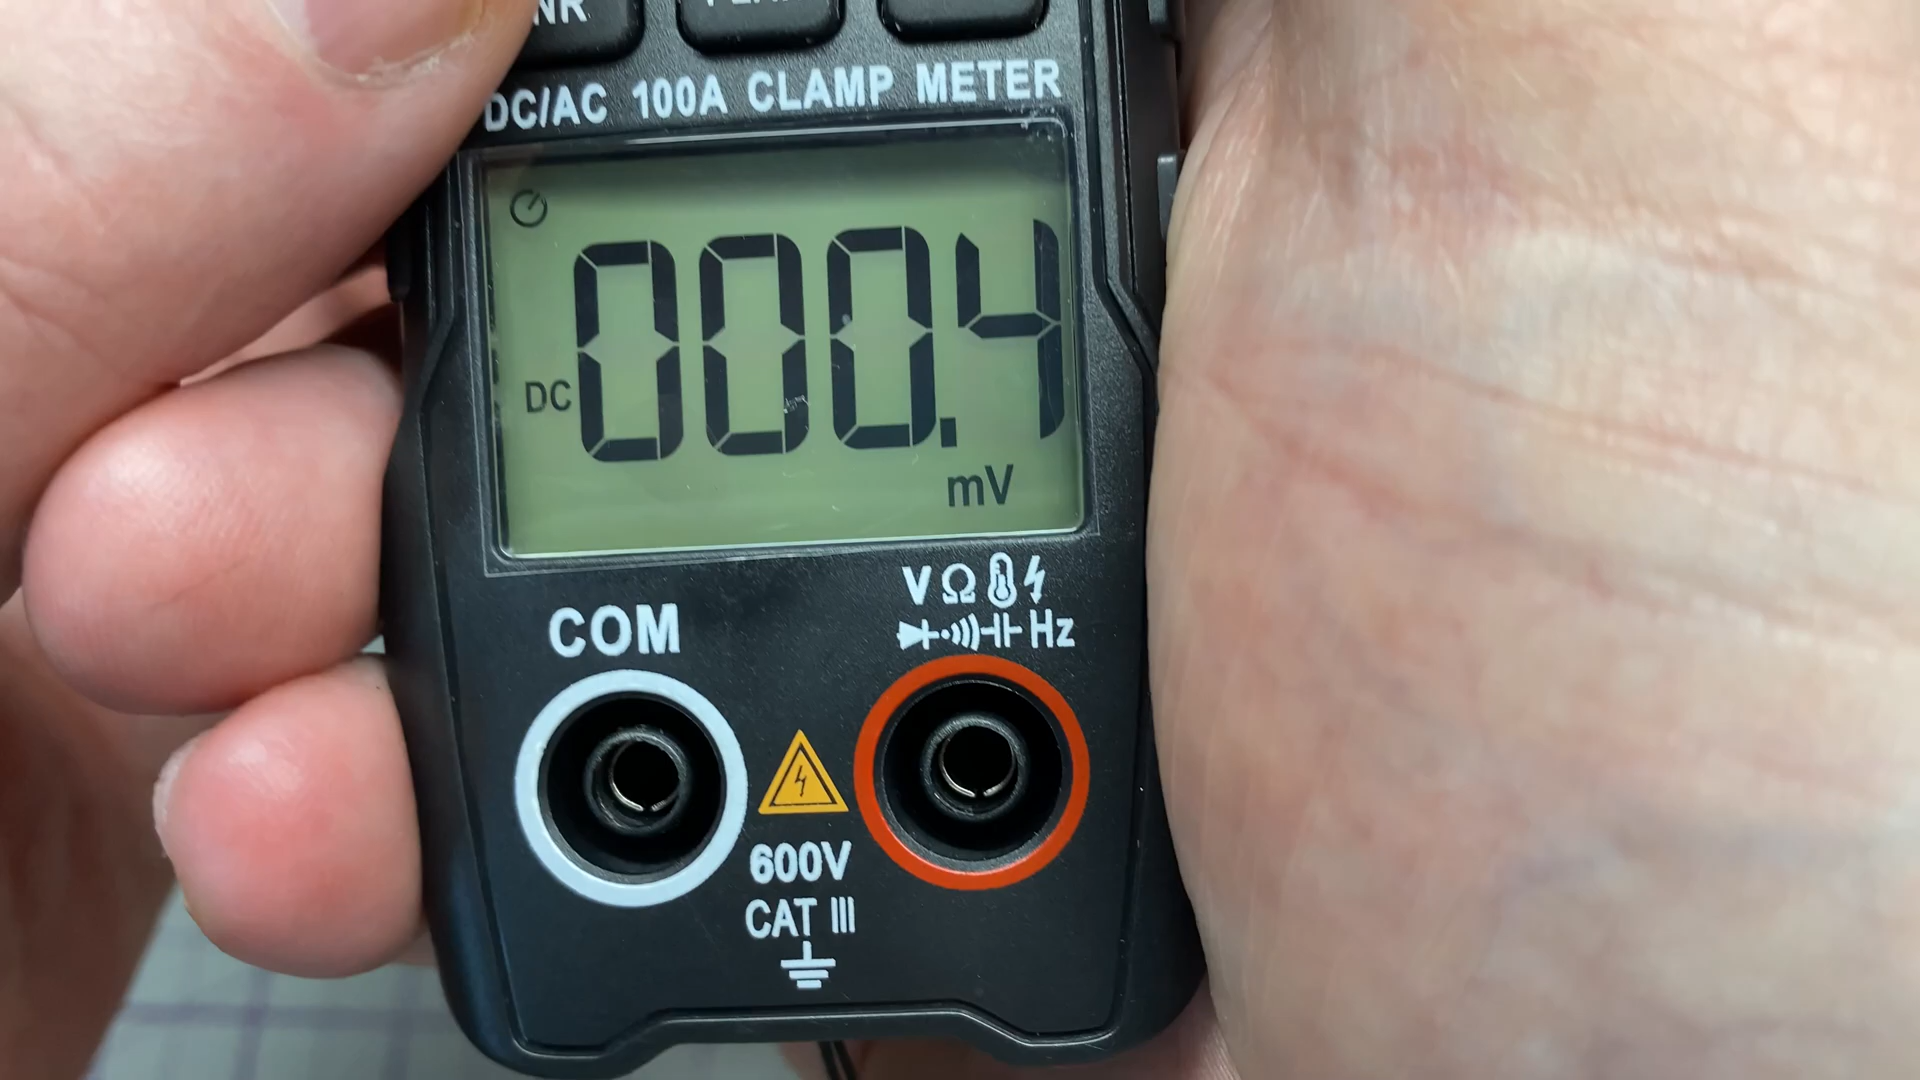 DC/AC 100A CLAMP METER
DC 000.4
mV
COM
V Ω
Hz
600V
CAT III